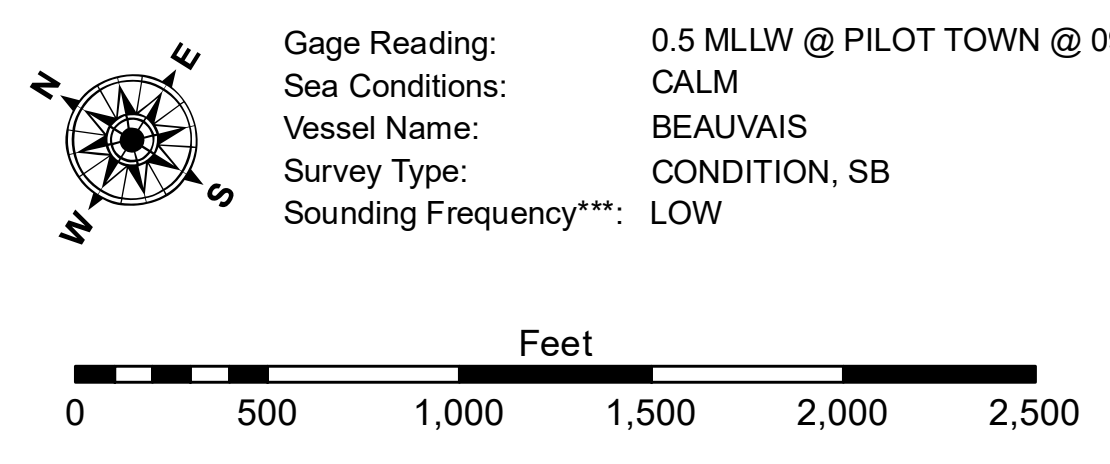 N
E
S
W
Gage Reading: 0.5 MLLW @ PILOT TOWN @
Sea Conditions: CALM
Vessel Name: BEAUVAIS
Survey Type: CONDITION, SB
Sounding Frequency***: LOW
Feet
0 500 1,000 1,500 2,000 2,500